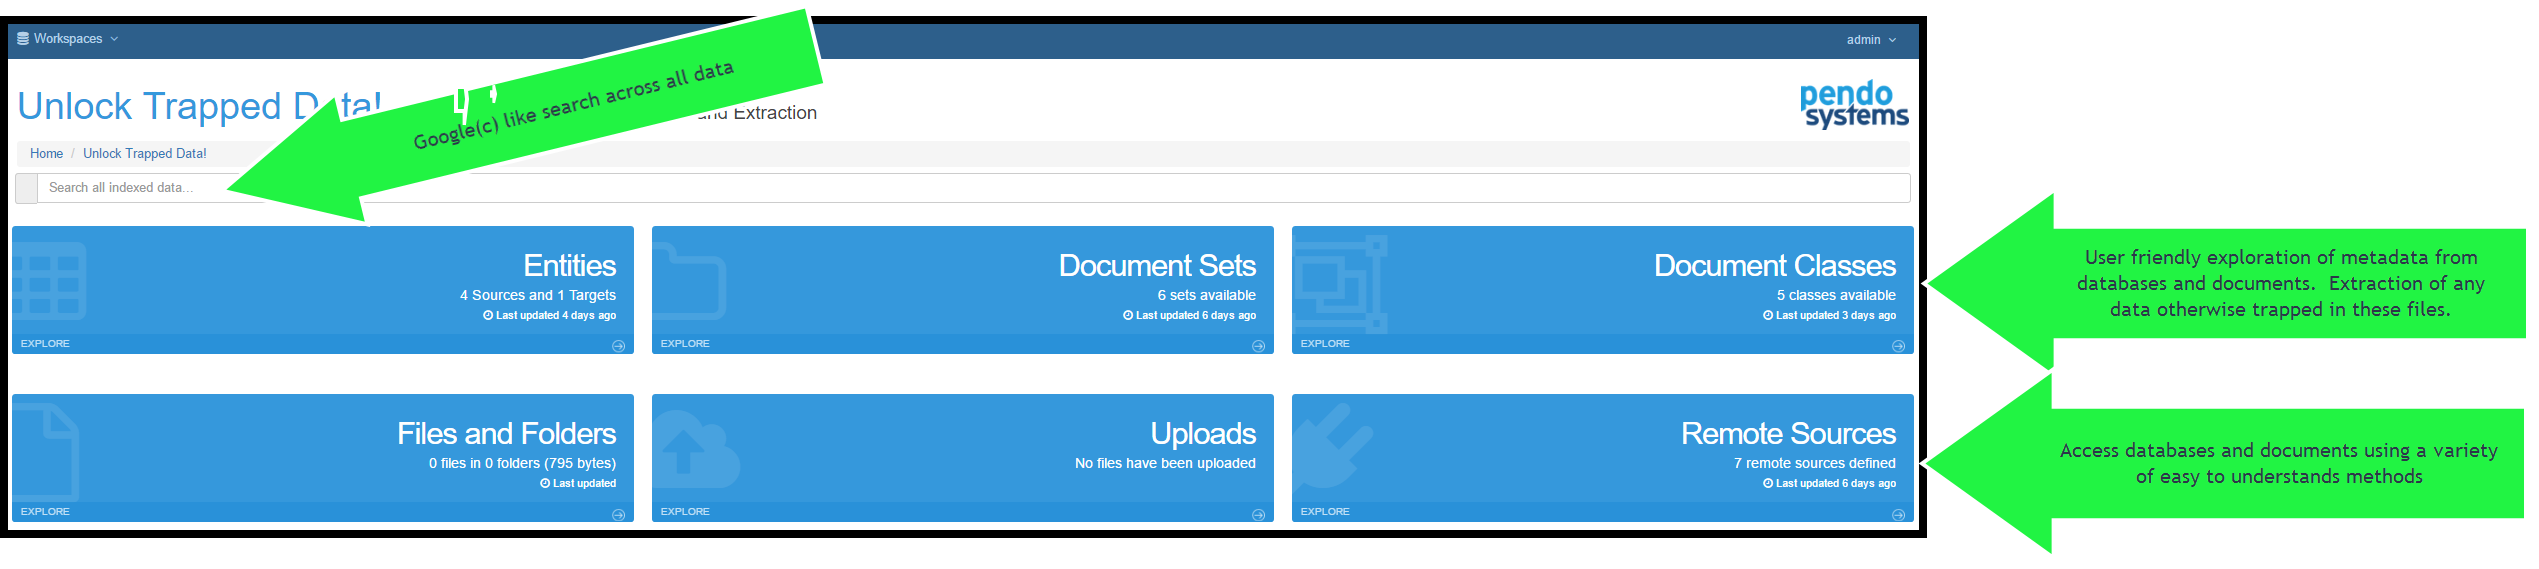 Workspaces
admin
Unlock Trapped Data!
and Extraction
pendo
systems
Google(c) like search across all data
Home / Unlock Trapped Data!
Search all indexed data...
Entities
4 Sources and 1 Targets
Last updated 4 days ago
EXPLORE
Document Sets
6 sets available
Last updated 6 days ago
EXPLORE
Document Classes
5 classes available
Last updated 3 days ago
EXPLORE
User friendly exploration of metadata from
databases and documents.  Extraction of any
data otherwise trapped in these files.
Files and Folders
0 files in 0 folders (795 bytes)
Last updated
EXPLORE
Uploads
No files have been uploaded
EXPLORE
Remote Sources
7 remote sources defined
Last updated 6 days ago
EXPLORE
Access databases and documents using a variety
of easy to understands methods